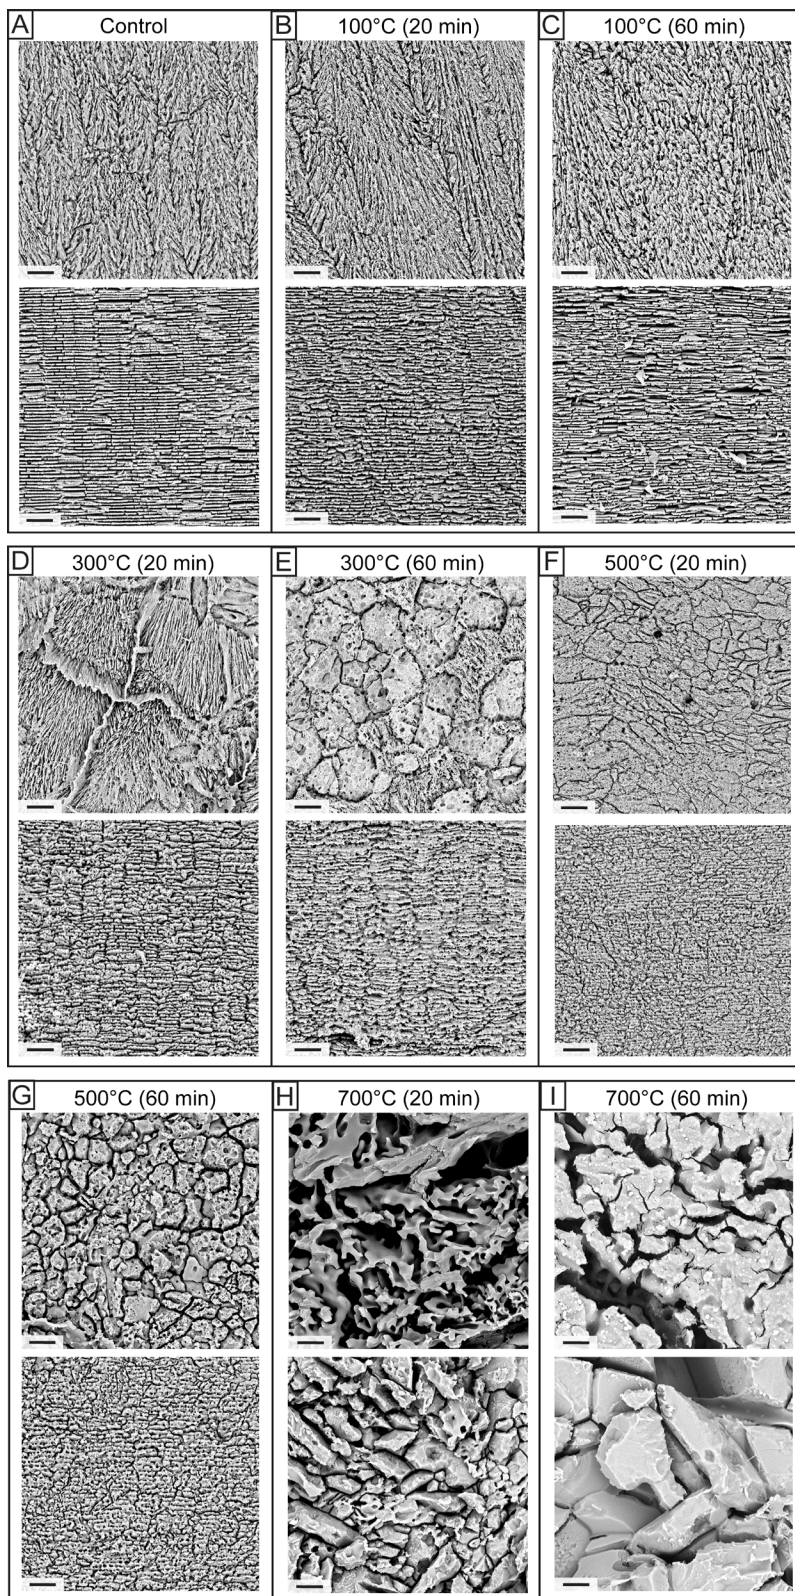 A Control
B 100°C (20 min)
C 100°C (60 min)
D 300°C (20 min)
E 300°C (60 min)
F 500°C (20 min)
G 500°C (60 min)
H 700°C (20 min)
I 700°C (60 min)